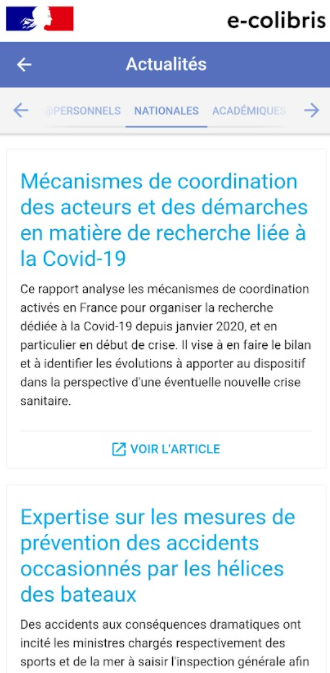 e-colibris
Actualités
PERSONNELS NATIONALES ACADÉMIQUES
Mécanismes de coordination
des acteurs et des démarches
en matière de recherche liée à
la Covid-19
Ce rapport analyse les mécanismes de coordination
activés en France pour organiser la recherche
dédiée à la Covid-19 depuis janvier 2020, et en
particulier en début de crise. Il vise à en faire le bilan
et à identifier les évolutions à apporter au dispositif
dans la perspective d'une éventuelle nouvelle crise
sanitaire.
VOIR L'ARTICLE
Expertise sur les mesures de
prévention des accidents
occasionnés par les hélices
des bateaux
Des accidents aux conséquences dramatiques ont
incité les ministres chargés respectivement des
sports et de la mer à saisir l'inspection générale afin